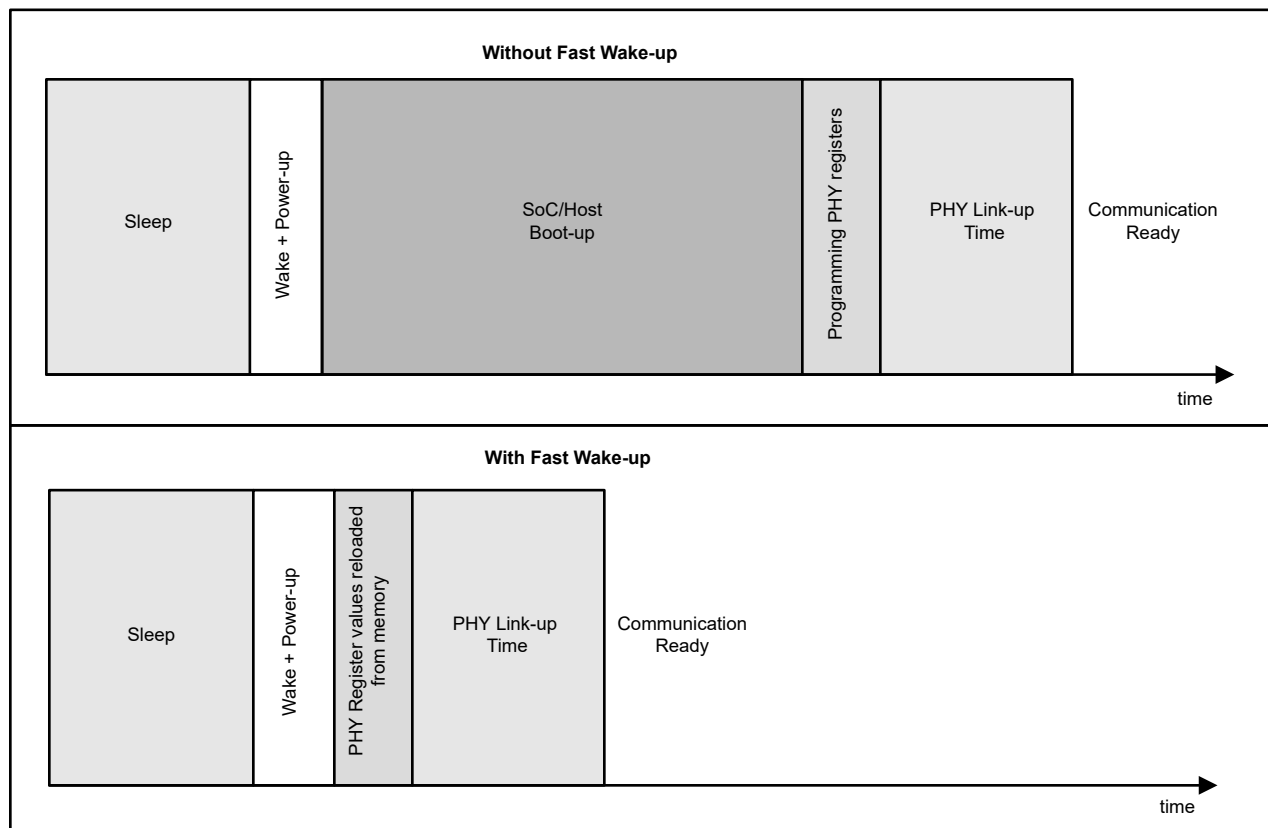 Without Fast Wake-up
Sleep
Wake + Power-up
SoC/Host
Boot-up
Programming PHY registers
PHY Link-up
Time
Communication
Ready
time
With Fast Wake-up
Sleep
Wake + Power-up
PHY Register values reloaded
from memory
PHY Link-up
Time
Communication
Ready
time